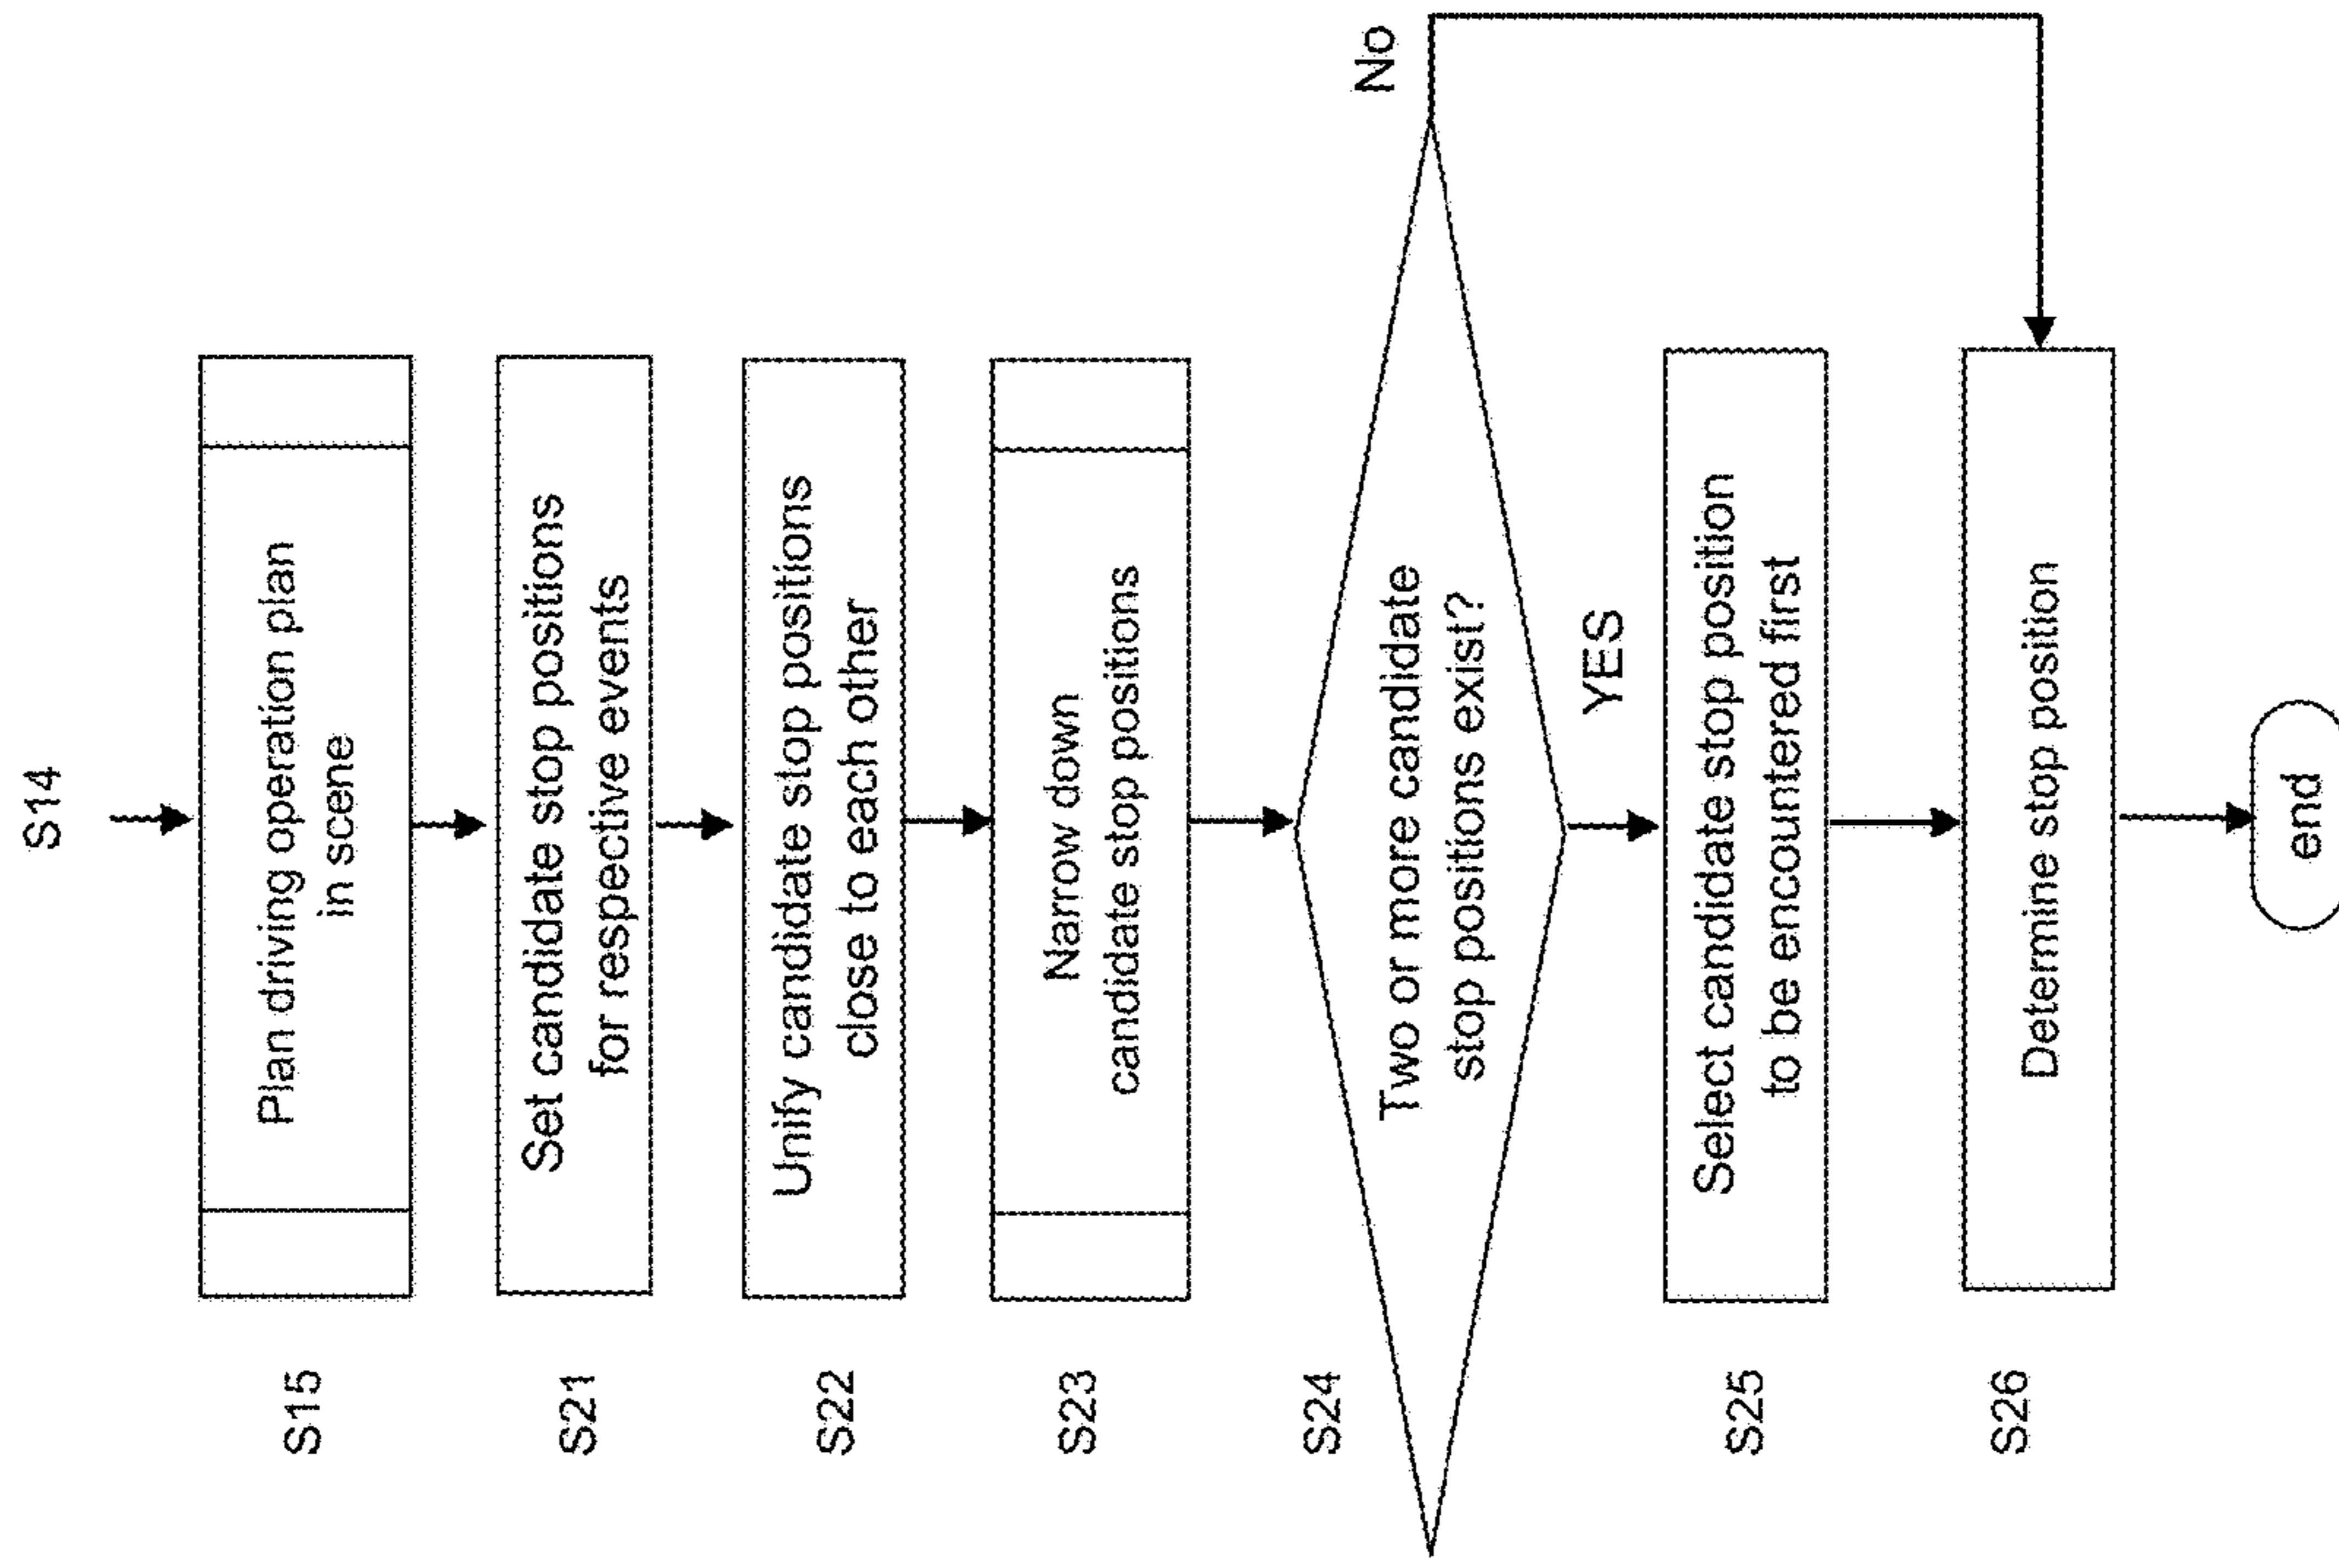 S14
S15
Plan driving operation plan
in scene
S21
Set candidate stop positions
for respective events
S22
Unify candidate stop positions
close to each other
S23
Narrow down
candidate stop positions
S24
Two or more candidate
stop positions exist?
No
YES
S25
Select candidate stop position
to be encountered first
S26
Determine stop position
end